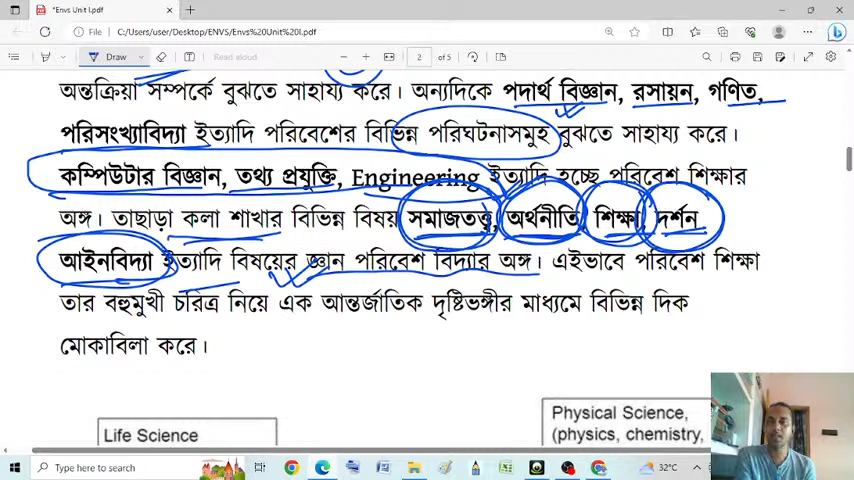 *Envs Unit I.pdf
File
C:/Users/user/Desktop/ENVS/Envs%20Unit%20I.pdf
Draw
Read aloud
2 of 5
অন্তক্রিয়া সম্পর্কে বুঝতে সাহায্য করে। অন্যদিকে পদার্থ বিজ্ঞান, রসায়ন, গণিত,
পরিসংখ্যাবিদ্যা ইত্যাদি পরিবেশের বিভিন্ন পরিঘটনাসমুহ বুঝতে সাহায্য করে।
কম্পিউটার বিজ্ঞান, তথ্য প্রযুক্তি, Engineering ইত্যাদি হচ্ছে পরিবেশ শিক্ষার
অঙ্গ। তাছাড়া কলা শাখার বিভিন্ন বিষয় সমাজতত্ত্ব, অর্থনীতি, শিক্ষা, দর্শন
আইনবিদ্যা ইত্যাদি বিষয়ের জ্ঞান পরিবেশ বিদ্যার অঙ্গ। এইভাবে পরিবেশ শিক্ষা
তার বহুমুখী চরিত্র নিয়ে এক আন্তর্জাতিক দৃষ্টিভঙ্গীর মাধ্যমে বিভিন্ন দিক
মোকাবিলা করে।
Life Science
Physical Science,
(physics, chemistry,
Type here to search
32°C